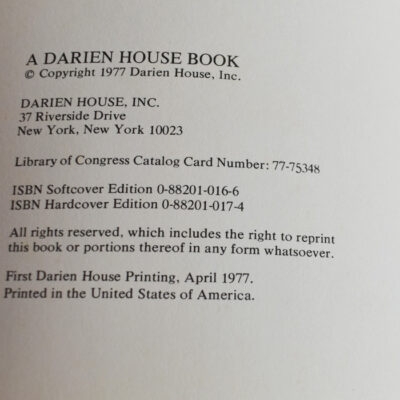 A DARIEN HOUSE BOOK
© Copyright 1977 Darien House, Inc.
DARIEN HOUSE, INC.
37 Riverside Drive
New York, New York 10023
Library of Congress Catalog Card Number: 77-75348
ISBN Softcover Edition 0-88201-016-6
ISBN Hardcover Edition 0-88201-017-4
All rights reserved, which includes the right to reprint
this book or portions thereof in any form whatsoever.
First Darien House Printing, April 1977.
Printed in the United States of America.